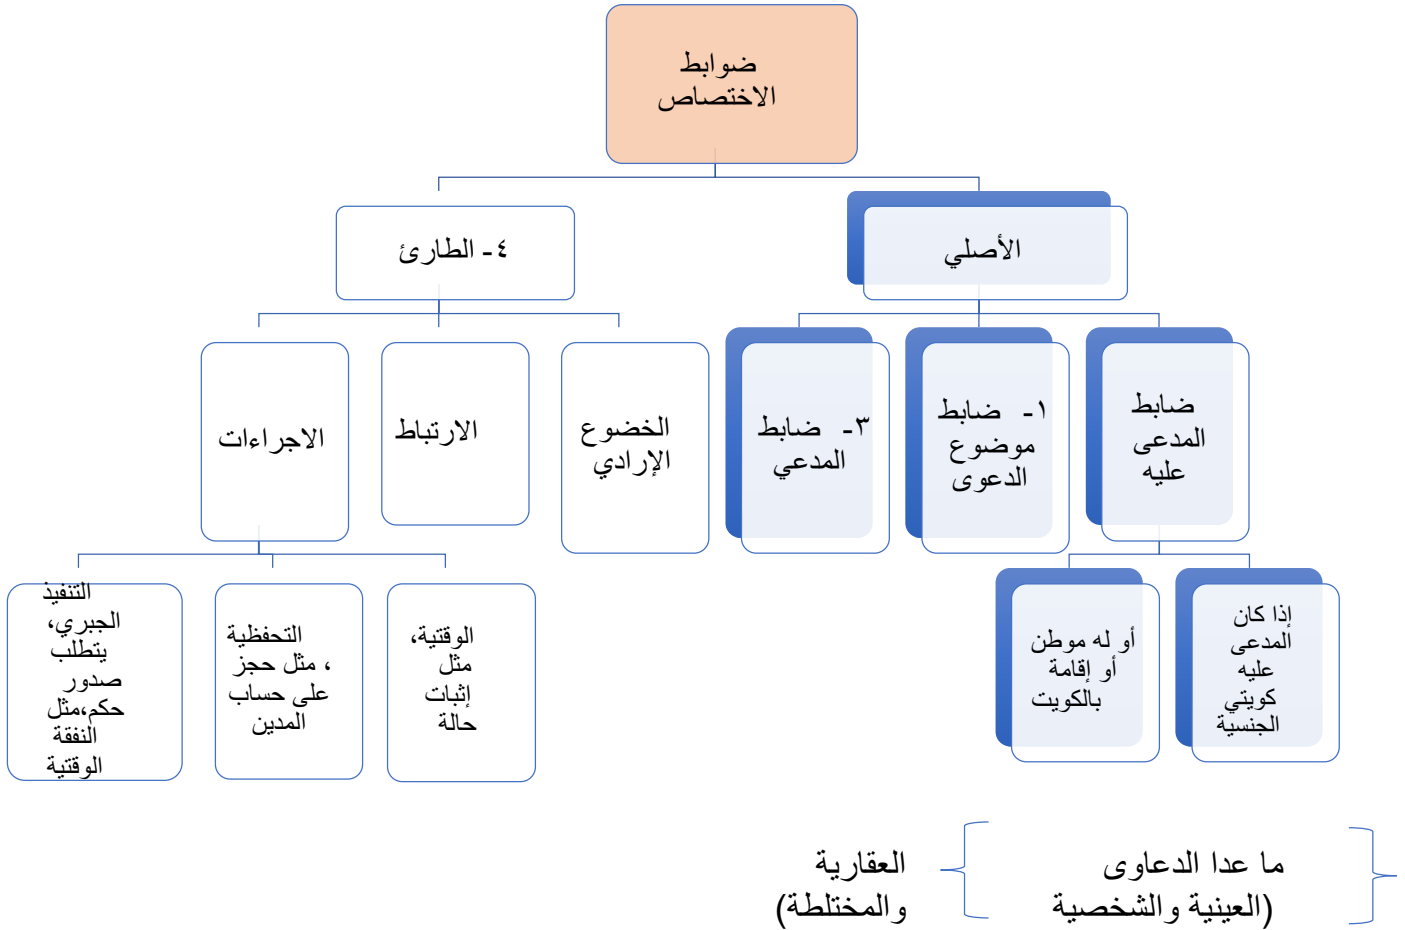 ضوابط
الاختصاص
الأصلي
٤- الطارئ
ضابط
المدعى
عليه
١- ضابط
موضوع
الدعوى
٣- ضابط
المدعي
الخضوع
الإرادي
الارتباط
الاجراءات
إذا كان
المدعى
عليه
كويتي
الجنسية
أو له موطن
أو إقامة
بالكويت
الوقتية،
مثل
إثبات
حالة
التحفظية
، مثل حجز
على حساب
المدين
التنفيذ
الجبري،
يتطلب
صدور
حكم،مثل
النفقة
الوقتية
ما عدا الدعاوى
(العينية والشخصية
العقارية
والمختلطة)